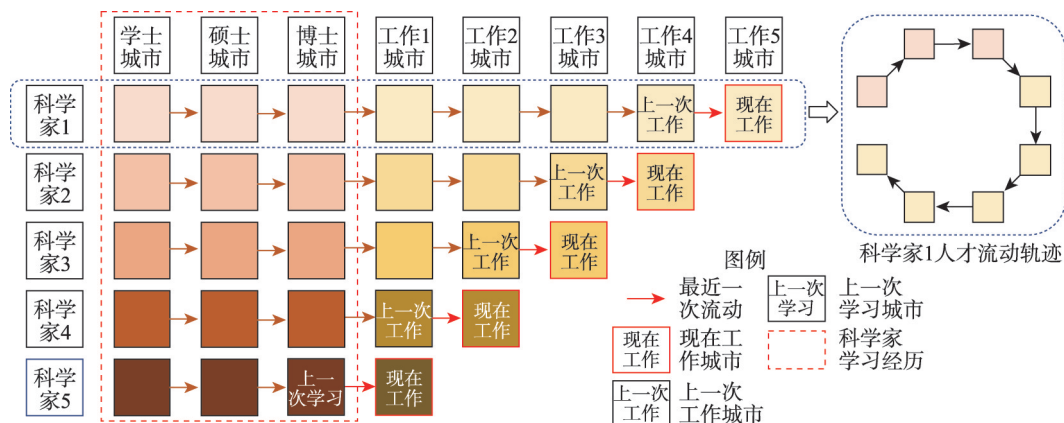 学士
城市
硕士
城市
博士
城市
工作1
城市
工作2
城市
工作3
城市
工作4
城市
工作5
城市
科学
家1
上一次
工作
现在
工作
科学
家2
上一次
工作
现在
工作
科学
家3
上一次
工作
现在
工作
科学
家4
上一次
工作
现在
工作
科学
家5
上一
次学习
现在
工作
科学家1人才流动轨迹
图例
最近一
次流动
上一次
学习
上一次
学习城市
现在
工作
现在工
作城市
科学家
学习经历
上一次
工作
上一次
工作城市